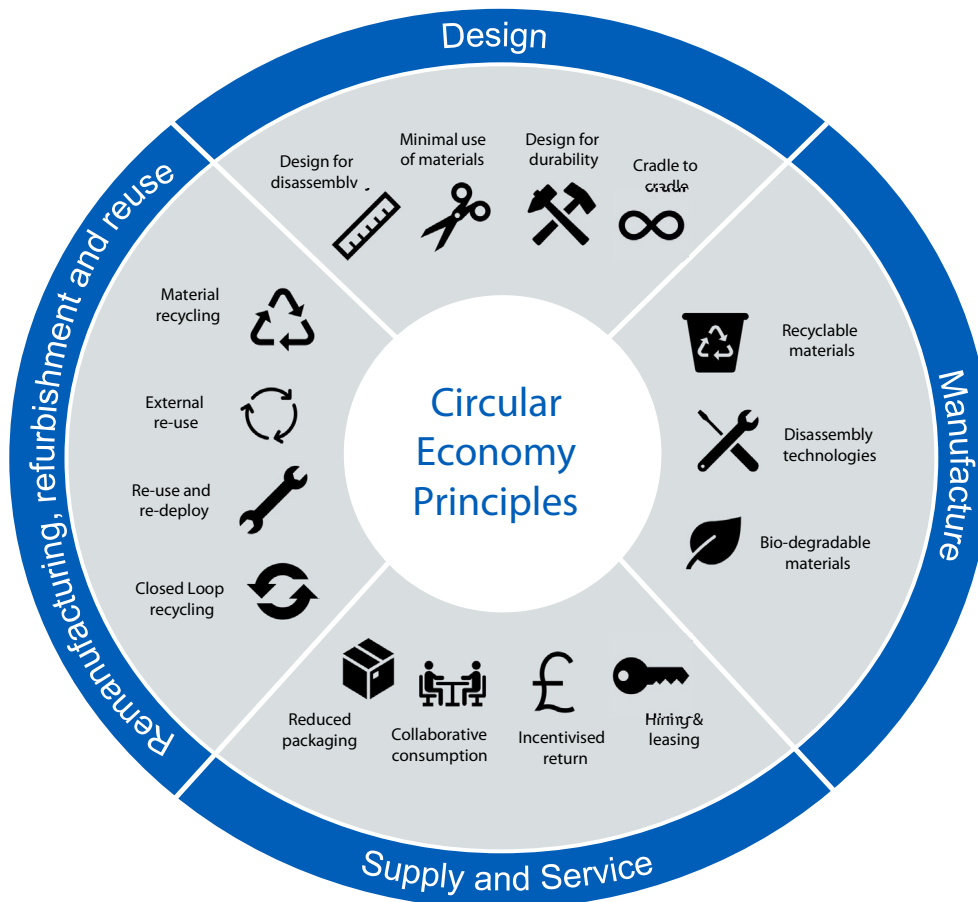 Design
Design for
disassembly
Minimal use
of materials
Design for
durability
Cradle to
cradle
Manufacture
Recyclable
materials
Disassembly
technologies
Bio-degradable
materials
Supply and Service
Reduced
packaging
Collaborative
consumption
Incentivised
return
&
leasing
Remanufacturing, refurbishment and reuse
Material
recycling
External
re-use
Re-use and
re-deploy
Closed Loop
recycling
Circular
Economy
Principles